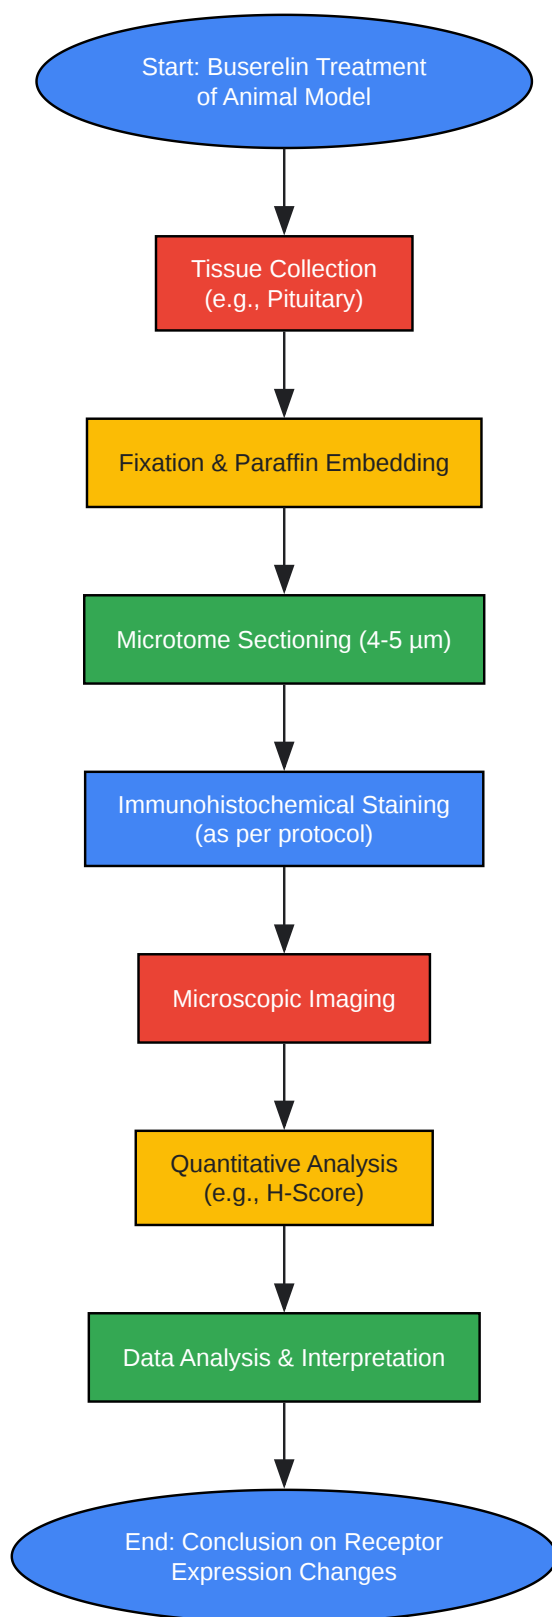 Start: Buserelin Treatment
of Animal Model
Tissue Collection
(e.g., Pituitary)
Fixation & Paraffin Embedding
Microtome Sectioning (4-5 µm)
Immunohistochemical Staining
(as per protocol)
Microscopic Imaging
Quantitative Analysis
(e.g., H-Score)
Data Analysis & Interpretation
End: Conclusion on Receptor
Expression Changes